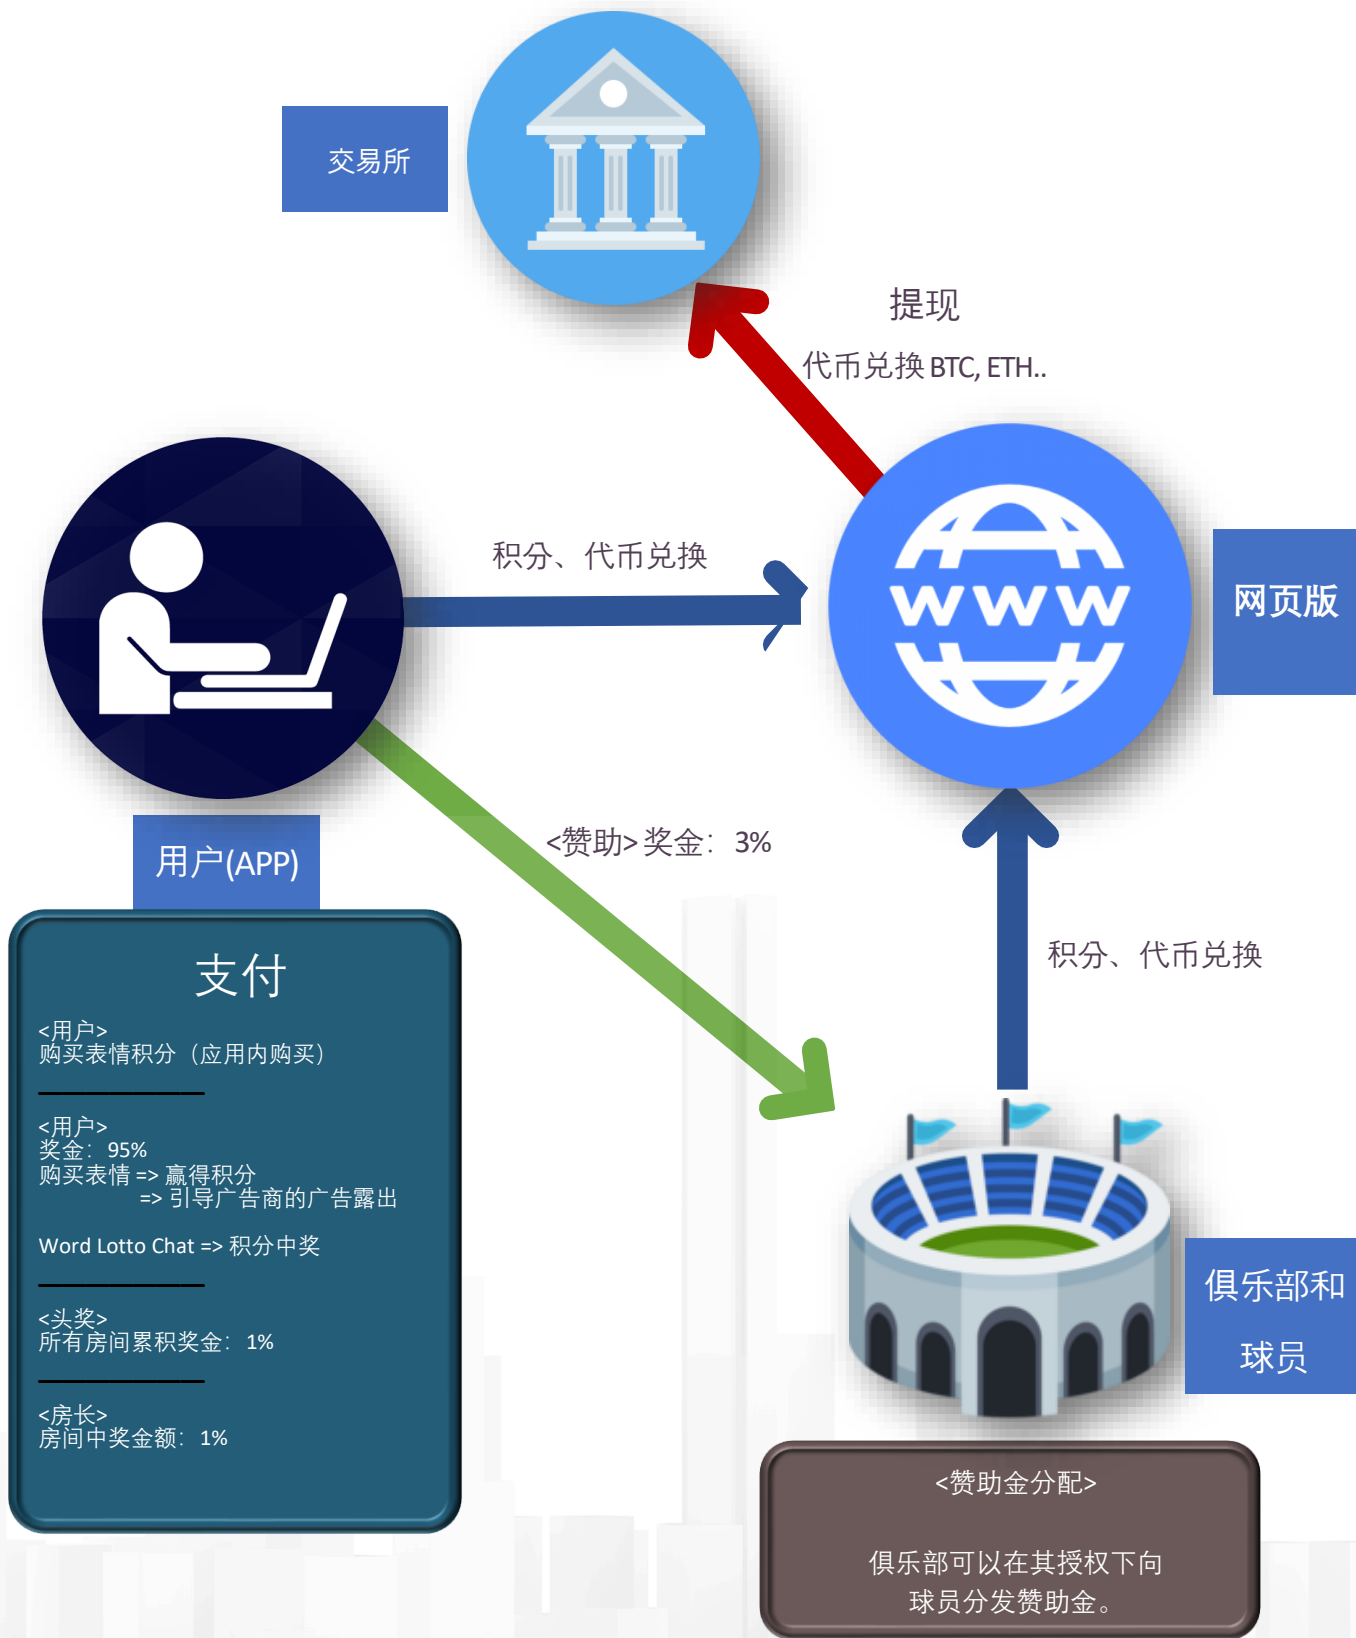 交易所
提现
代币兑换 BTC, ETH..
积分、代币兑换
WWW
网页版
用户(APP)
<赞助> 奖金：3%
支付
<用户>
购买表情积分（应用内购买）
<用户>
奖金：95%
购买表情 => 赢得积分
=> 引导广告商的广告露出
Word Lotto Chat => 积分中奖
<头奖>
所有房间累积奖金：1%
<房长>
房间中奖金额：1%
积分、代币兑换
俱乐部和
球员
<赞助金分配>
俱乐部可以在其授权下向
球员分发赞助金。